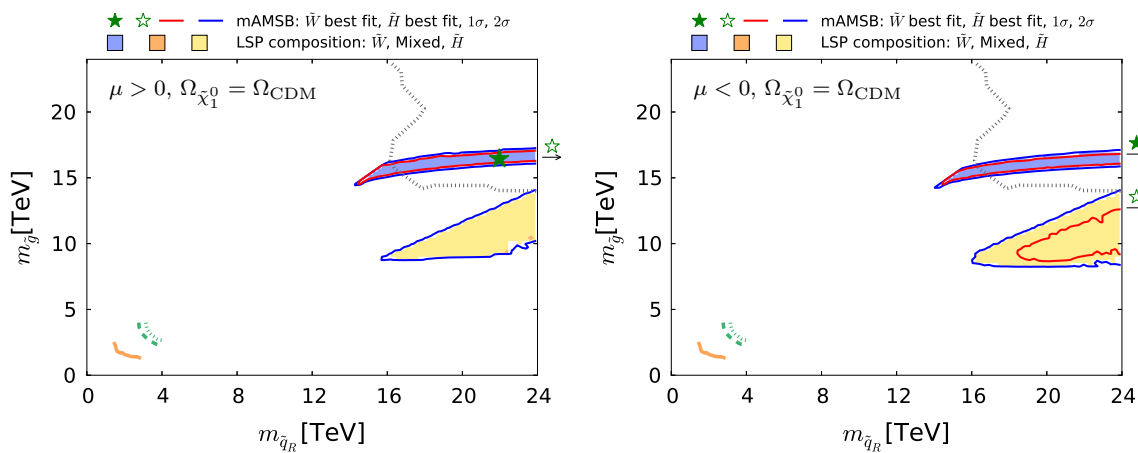 mAMSB: W̃ best fit, H̃ best fit, 1σ, 2σ
LSP composition: W̃, Mixed, H̃
μ > 0, Ω_χ̃₁⁰ = Ω_CDM
20
15
10
5
0
m_g̃ [TeV]
0 4 8 12 16 20 24
m_q̃_R [TeV]
mAMSB: W̃ best fit, H̃ best fit, 1σ, 2σ
LSP composition: W̃, Mixed, H̃
μ < 0, Ω_χ̃₁⁰ = Ω_CDM
20
15
10
5
0
m_g̃ [TeV]
0 4 8 12 16 20 24
m_q̃_R [TeV]